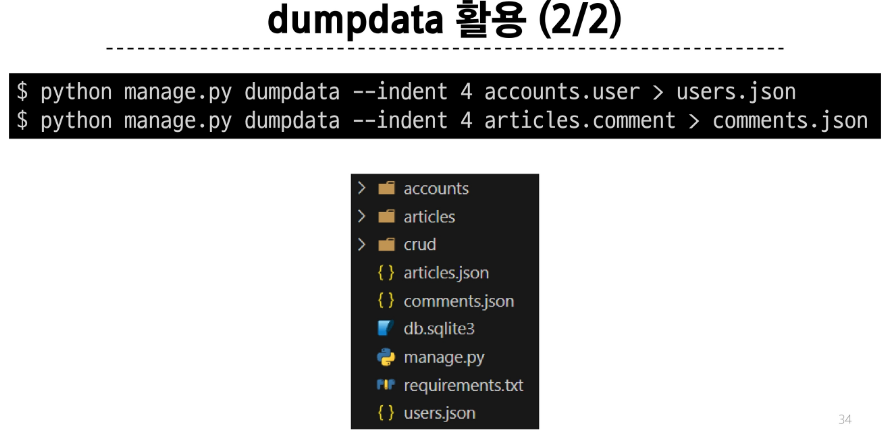 dumpdata 활용 (2/2)
$ python manage.py dumpdata --indent 4 accounts.user > users.json
$ python manage.py dumpdata --indent 4 articles.comment > comments.json
accounts
articles
crud
articles.json
comments.json
db.sqlite3
manage.py
requirements.txt
users.json
34